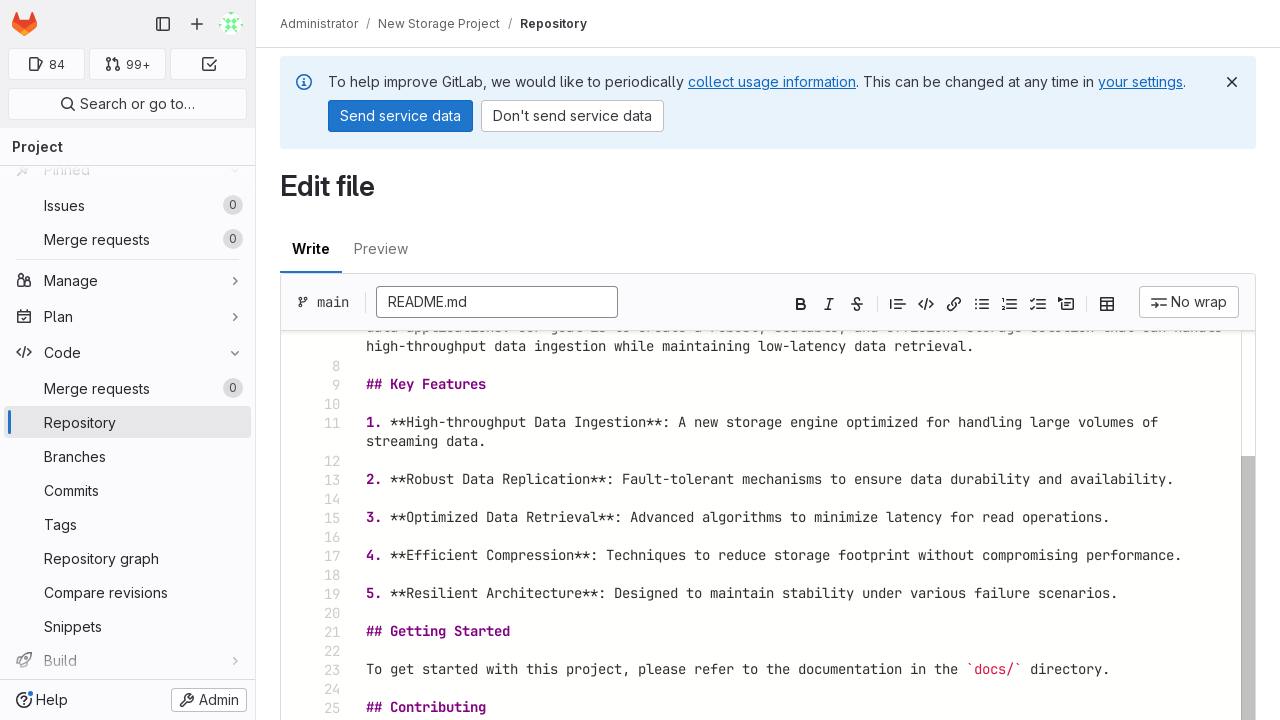 Administrator / New Storage Project / Repository
84
99+
Search or go to…
To help improve GitLab, we would like to periodically collect usage information. This can be changed at any time in your settings.
Send service data
Don't send service data
Project
Pinned
Issues 0
Merge requests 0
Manage
Plan
Code
Merge requests 0
Repository
Branches
Commits
Tags
Repository graph
Compare revisions
Snippets
Build
Help
Admin
Edit file
Write
Preview
main
README.md
No wrap
high-throughput data ingestion while maintaining low-latency data retrieval.
8
9 ## Key Features
10
11 1. **High-throughput Data Ingestion**: A new storage engine optimized for handling large volumes of
streaming data.
12
13 2. **Robust Data Replication**: Fault-tolerant mechanisms to ensure data durability and availability.
14
15 3. **Optimized Data Retrieval**: Advanced algorithms to minimize latency for read operations.
16
17 4. **Efficient Compression**: Techniques to reduce storage footprint without compromising performance.
18
19 5. **Resilient Architecture**: Designed to maintain stability under various failure scenarios.
20
21 ## Getting Started
22
23 To get started with this project, please refer to the documentation in the `docs/` directory.
24
25 ## Contributing